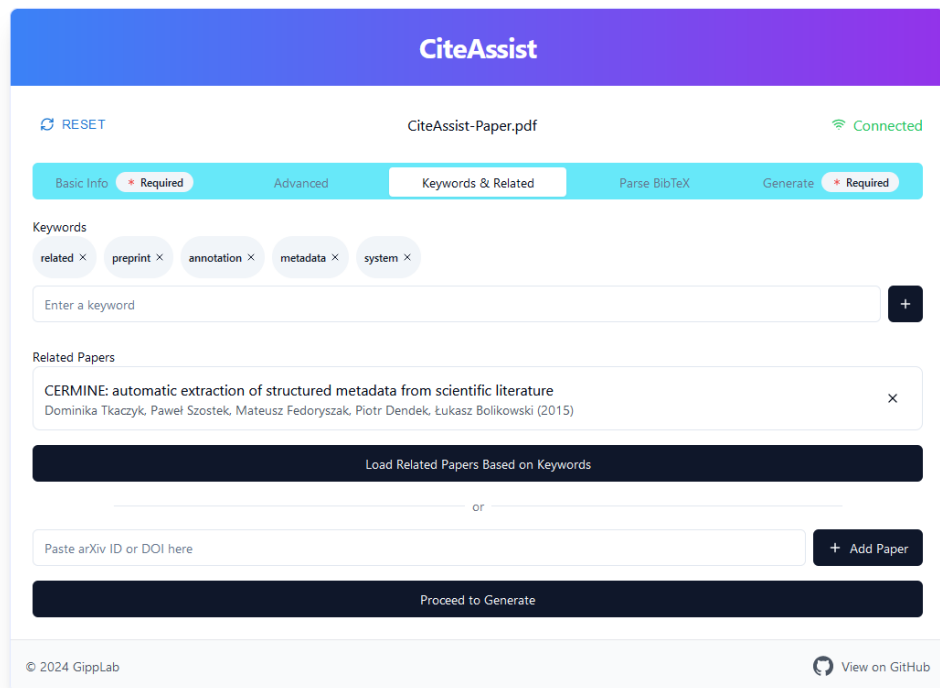 CiteAssist
RESET
CiteAssist-Paper.pdf
Connected
Basic Info * Required Advanced Keywords & Related Parse BibTeX Generate * Required
Keywords
related × preprint × annotation × metadata × system ×
Enter a keyword
+
Related Papers
CERMINE: automatic extraction of structured metadata from scientific literature
Dominika Tkaczyk, Paweł Szostek, Mateusz Fedoryszak, Piotr Dendek, Łukasz Bolikowski (2015)
×
Load Related Papers Based on Keywords
or
Paste arXiv ID or DOI here
+ Add Paper
Proceed to Generate
© 2024 GippLab
View on GitHub